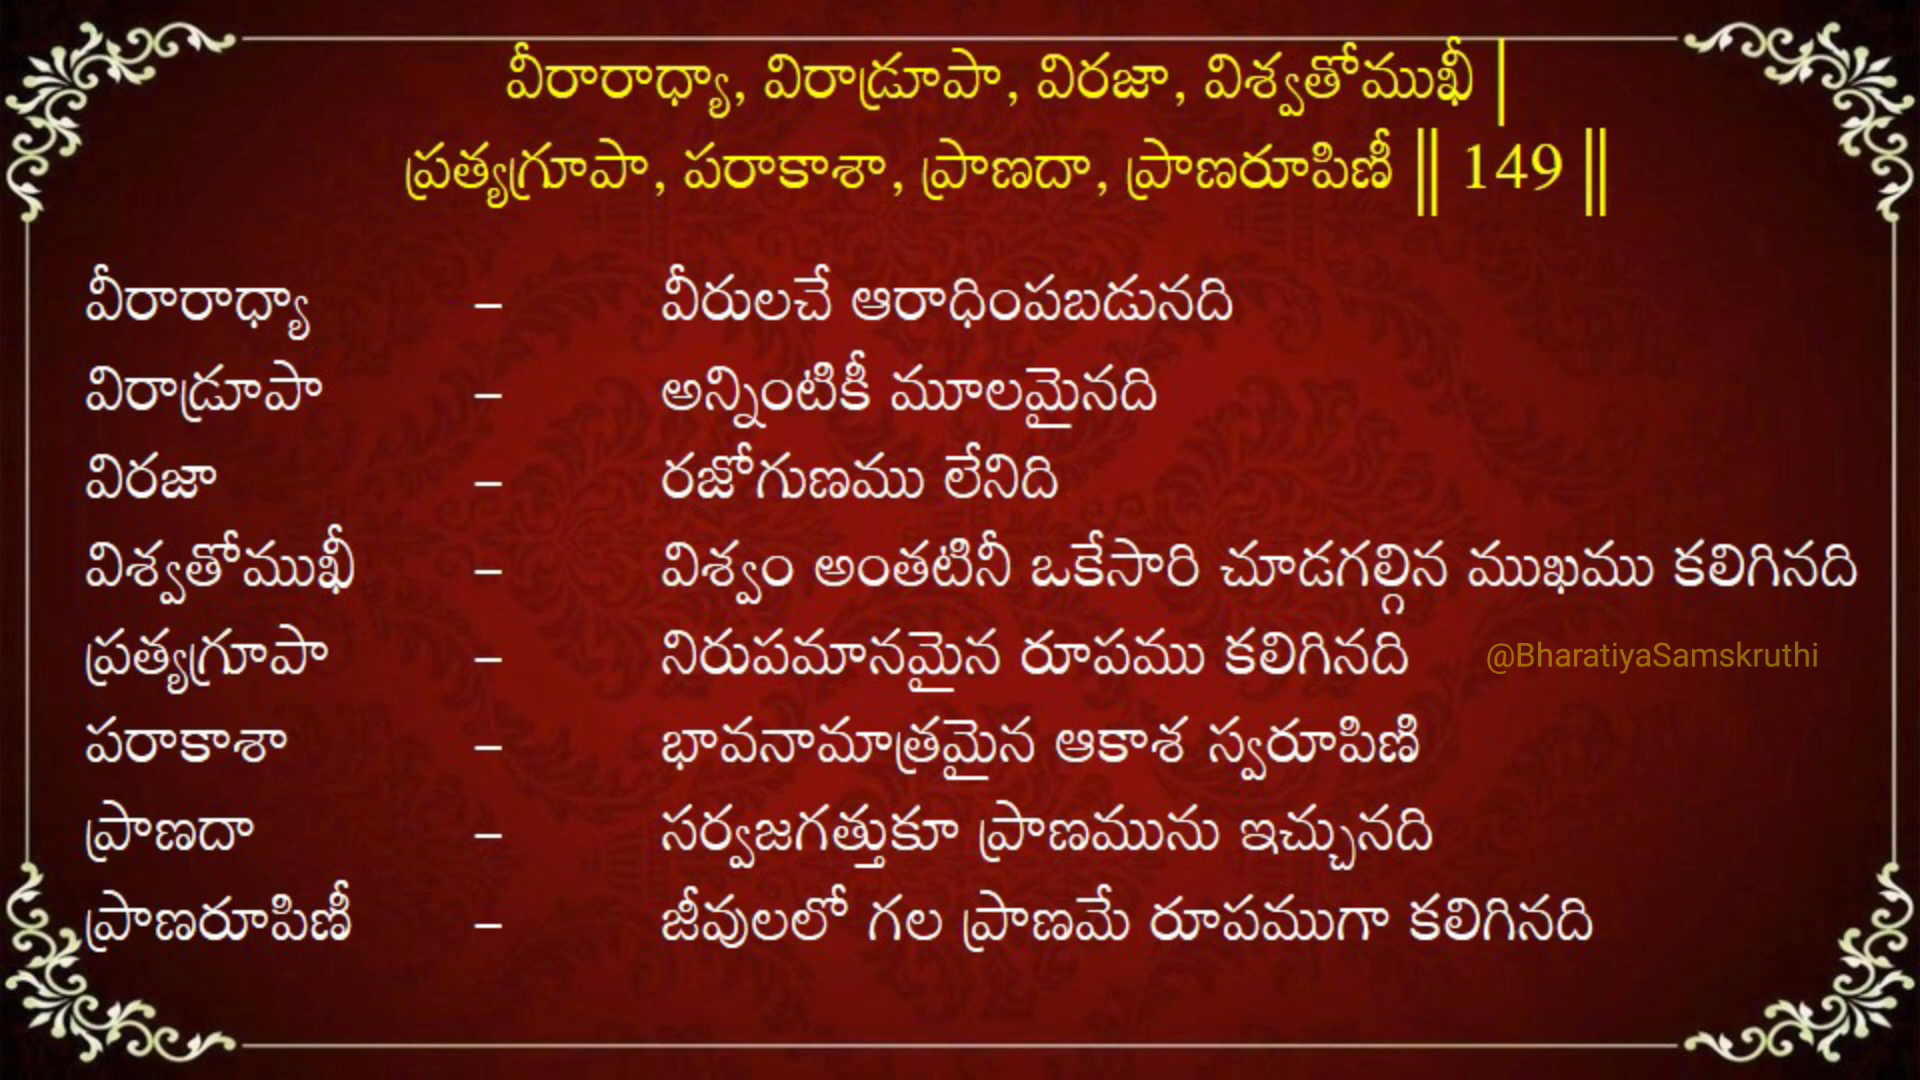 వీరారాధ్యా, విరాడ్రూపా, విరజా, విశ్వతోముఖీ |
ప్రత్యగ్రూపా, పరాకాశా, ప్రాణదా, ప్రాణరూపిణీ || 149 ||
వీరారాధ్యా – వీరులచే ఆరాధింపబడునది
విరాడ్రూపా – అన్నింటికీ మూలమైనది
విరజా – రజోగుణము లేనిది
విశ్వతోముఖీ – విశ్వం అంతటినీ ఒకేసారి చూడగల్గిన ముఖము కలిగినది
ప్రత్యగ్రూపా – నిరుపమానమైన రూపము కలిగినది @BharatiyaSamskruthi
పరాకాశా – భావనామాత్రమైన ఆకాశ స్వరూపిణి
ప్రాణదా – సర్వజగత్తుకూ ప్రాణమును ఇచ్చునది
ప్రాణరూపిణీ – జీవులలో గల ప్రాణమే రూపముగా కలిగినది